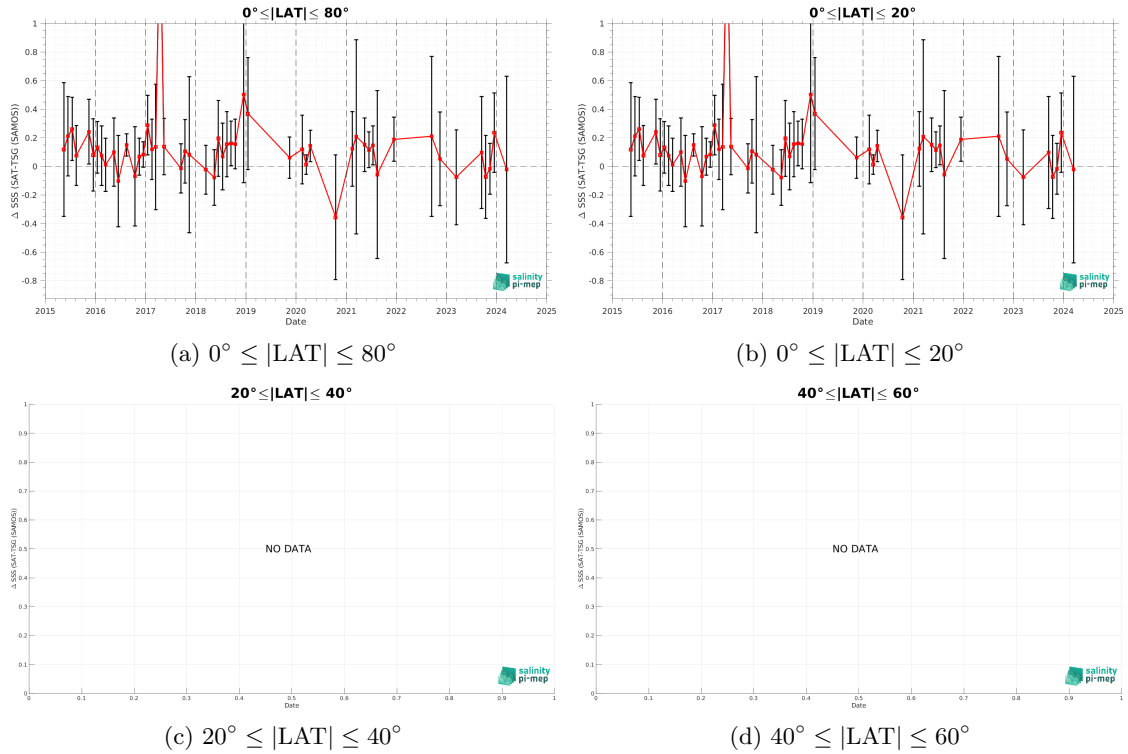 0°≤|LAT|≤ 80°
Δ SSS (SAT-TSG (SAMOS))
1
0.8
0.6
0.4
0.2
0
-0.2
-0.4
-0.6
-0.8
2015 2016 2017 2018 2019 2020 2021 2022 2023 2024 2025
Date
salinity
pi-mep
(a) 0° ≤ |LAT| ≤ 80°
0°≤|LAT|≤ 20°
Δ SSS (SAT-TSG (SAMOS))
1
0.8
0.6
0.4
0.2
0
-0.2
-0.4
-0.6
-0.8
2015 2016 2017 2018 2019 2020 2021 2022 2023 2024 2025
Date
salinity
pi-mep
(b) 0° ≤ |LAT| ≤ 20°
20°≤|LAT|≤ 40°
Δ SSS (SAT-TSG (SAMOS))
1
0.9
0.8
0.7
0.6
0.5
0.4
0.3
0.2
0.1
0
NO DATA
0 0.1 0.2 0.3 0.4 0.5 0.6 0.7 0.8 0.9 1
Date
salinity
pi-mep
(c) 20° ≤ |LAT| ≤ 40°
40°≤|LAT|≤ 60°
Δ SSS (SAT-TSG (SAMOS))
1
0.9
0.8
0.7
0.6
0.5
0.4
0.3
0.2
0.1
0
NO DATA
0 0.1 0.2 0.3 0.4 0.5 0.6 0.7 0.8 0.9 1
Date
salinity
pi-mep
(d) 40° ≤ |LAT| ≤ 60°